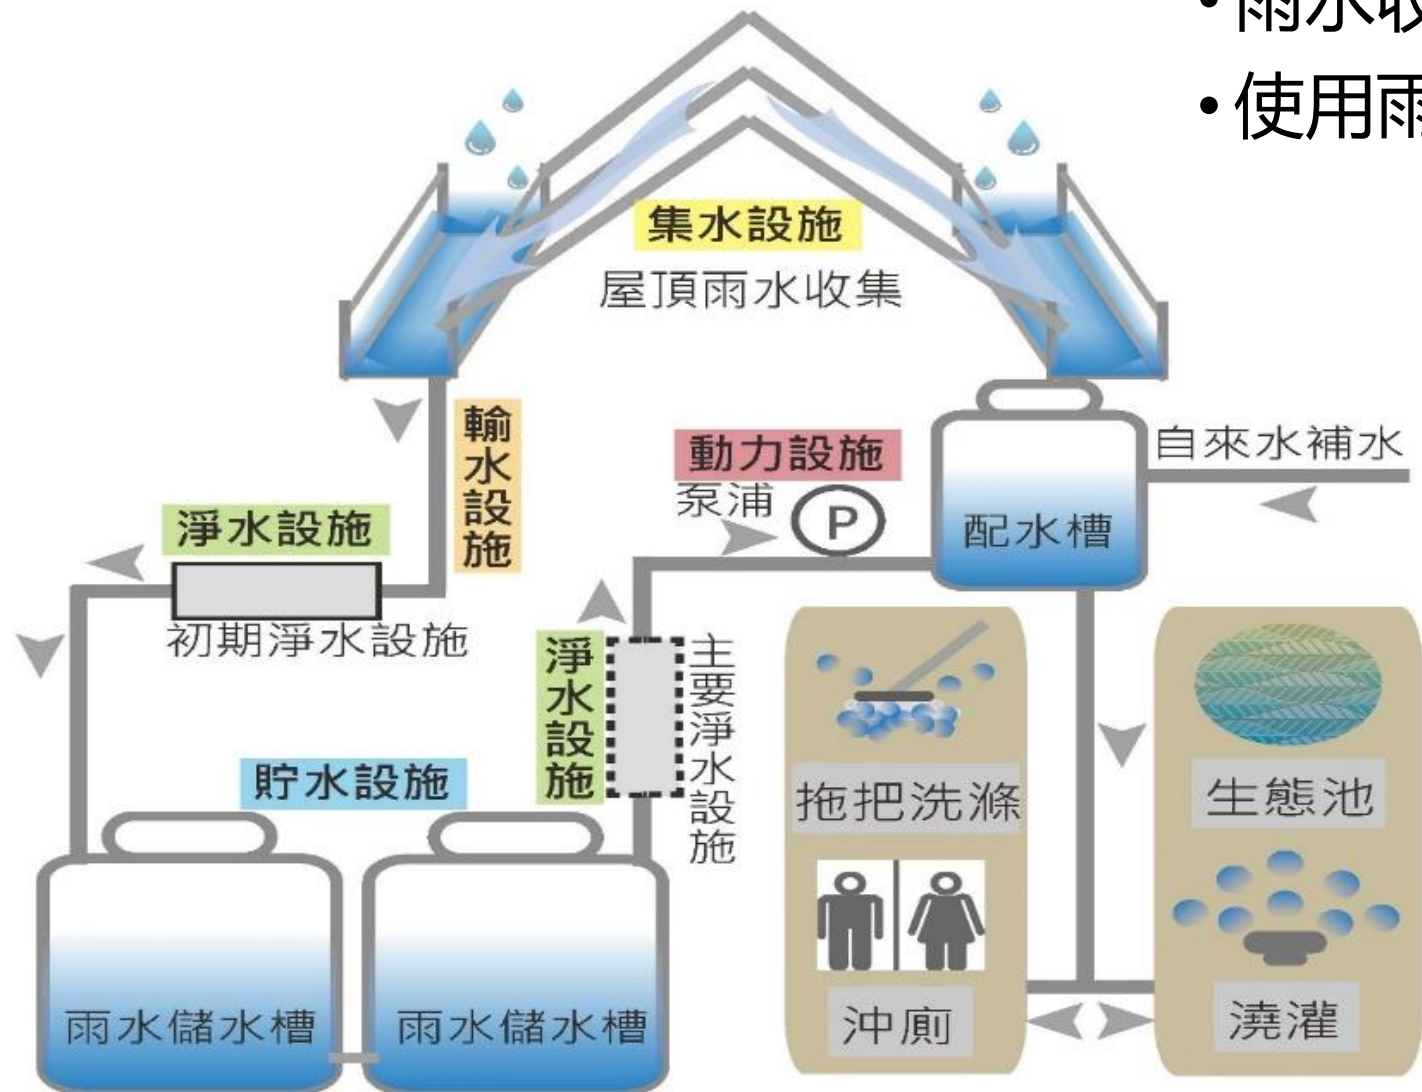 • 雨水收
• 使用雨
集水設施
屋頂雨水收集
輸水設施
動力設施
泵浦
P
自來水補水
配水槽
淨水設施
初期淨水設施
淨水設施
主要淨水設施
貯水設施
拖把洗滌
生態池
雨水儲水槽
雨水儲水槽
沖廁
澆灌